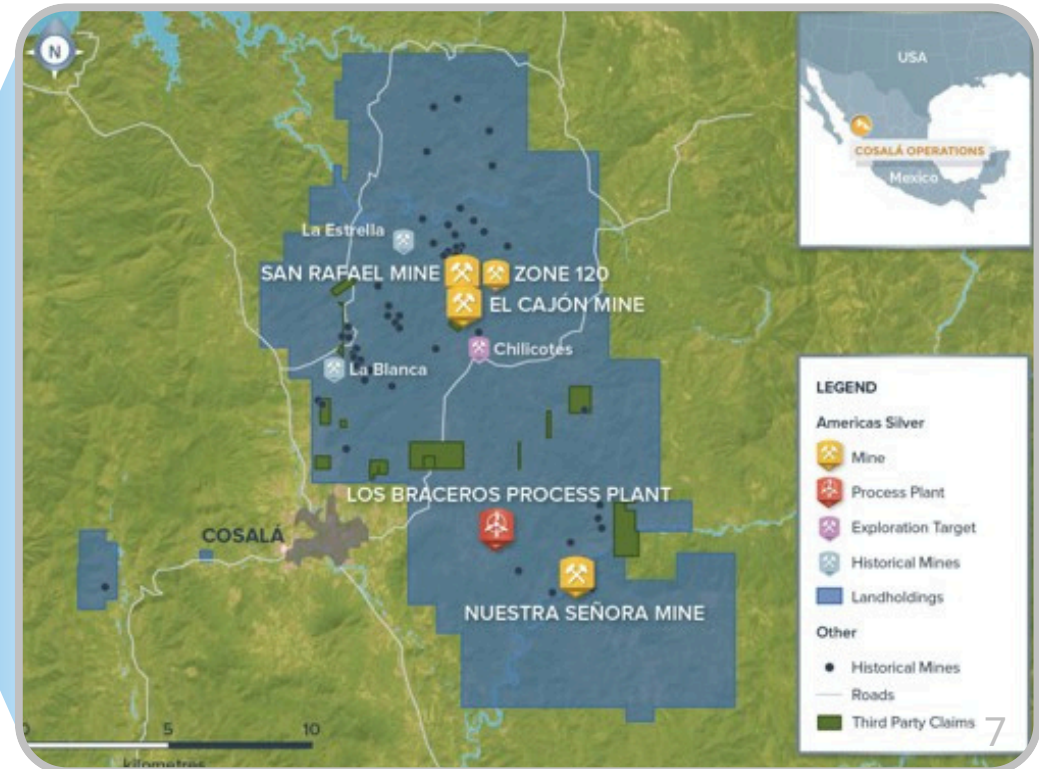 N
USA
COSALÁ OPERATIONS
Mexico
La Estrella
SAN RAFAEL MINE
ZONE 120
EL CAJÓN MINE
Chilicotes
La Blanca
LOS BRACEROS PROCESS PLANT
COSALÁ
NUESTRA SEÑORA MINE
LEGEND
Americas Silver
Mine
Process Plant
Exploration Target
Historical Mines
Landholdings
Other
Historical Mines
Roads
Third Party Claims
0 5 10
kilometres
7